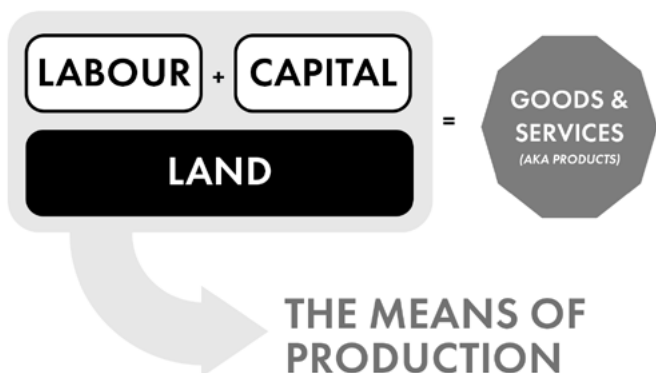 LABOUR + CAPITAL
LAND
=
GOODS &
SERVICES
(AKA PRODUCTS)
THE MEANS OF
PRODUCTION